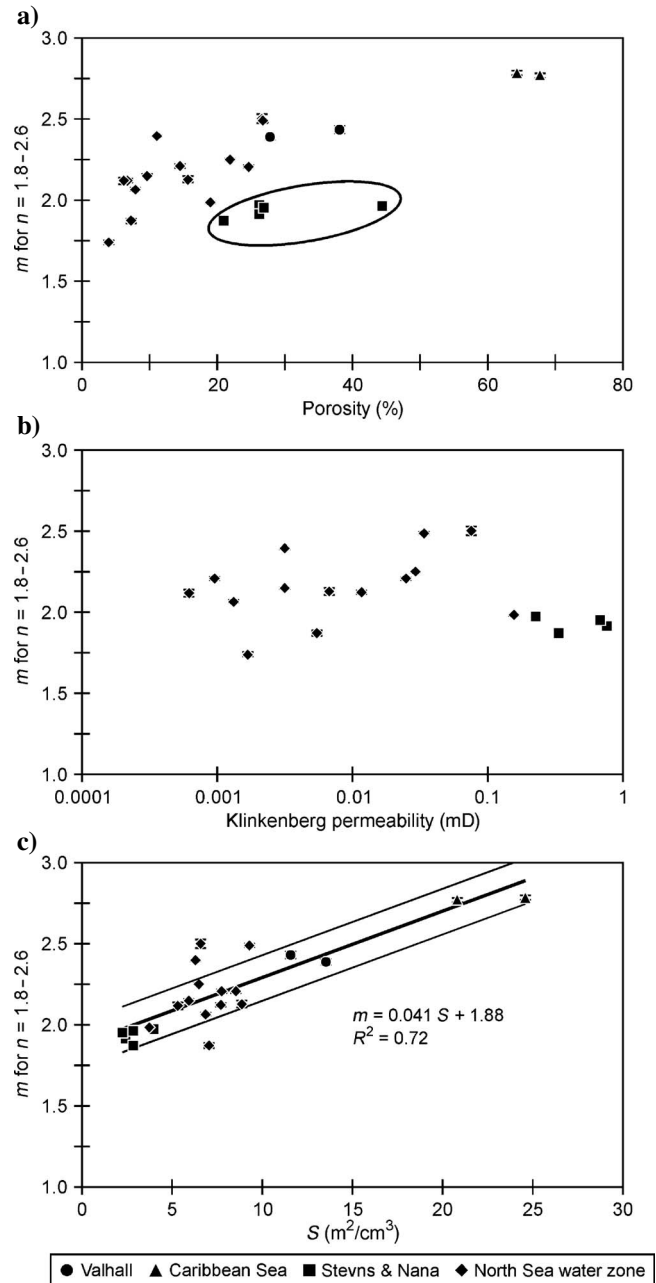 a)
3.0
2.5
2.0
1.5
1.0
m for n = 1.8–2.6
0 20 40 60 80
Porosity (%)
b)
3.0
2.5
2.0
1.5
1.0
m for n = 1.8–2.6
0.0001 0.001 0.01 0.1 1
Klinkenberg permeability (mD)
c)
3.0
2.5
2.0
1.5
1.0
m for n = 1.8–2.6
m = 0.041 S + 1.88
R² = 0.72
0 5 10 15 20 25 30
S (m²/cm³)
Valhall Caribbean Sea Stevns & Nana North Sea water zone